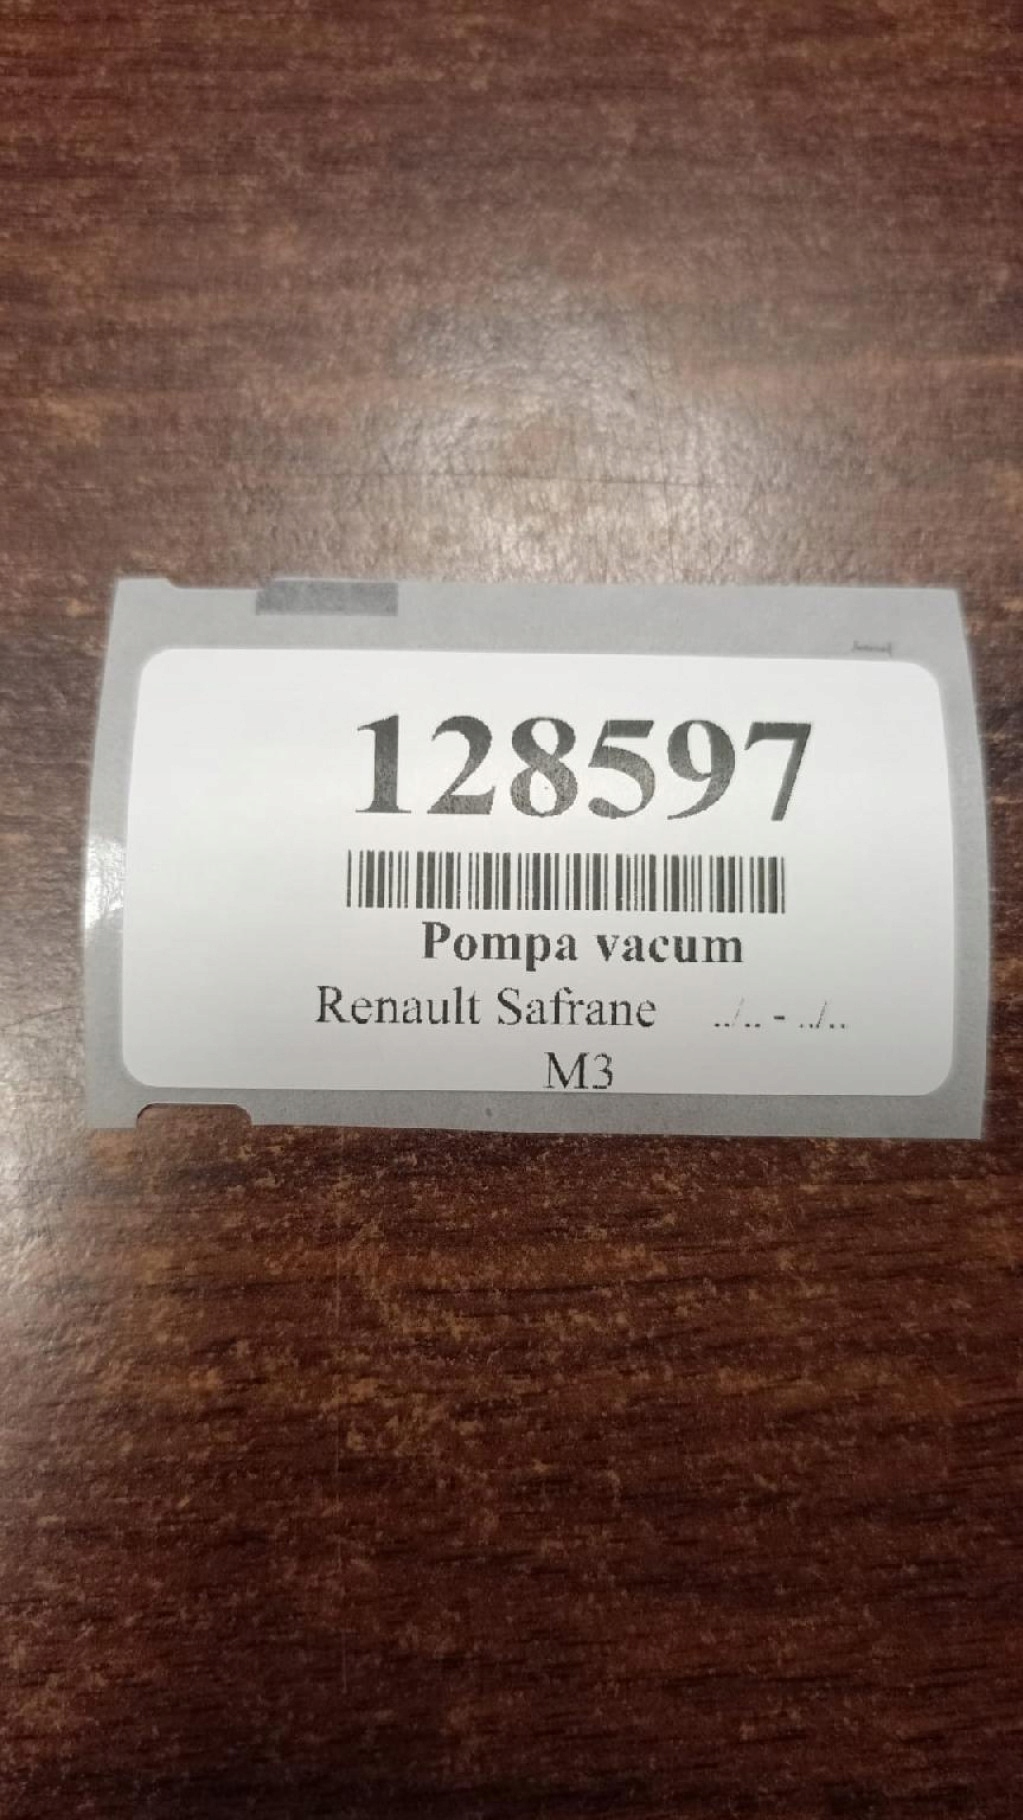 128597
Pompa vacum
Renault Safrane ../.. - ../..
M3